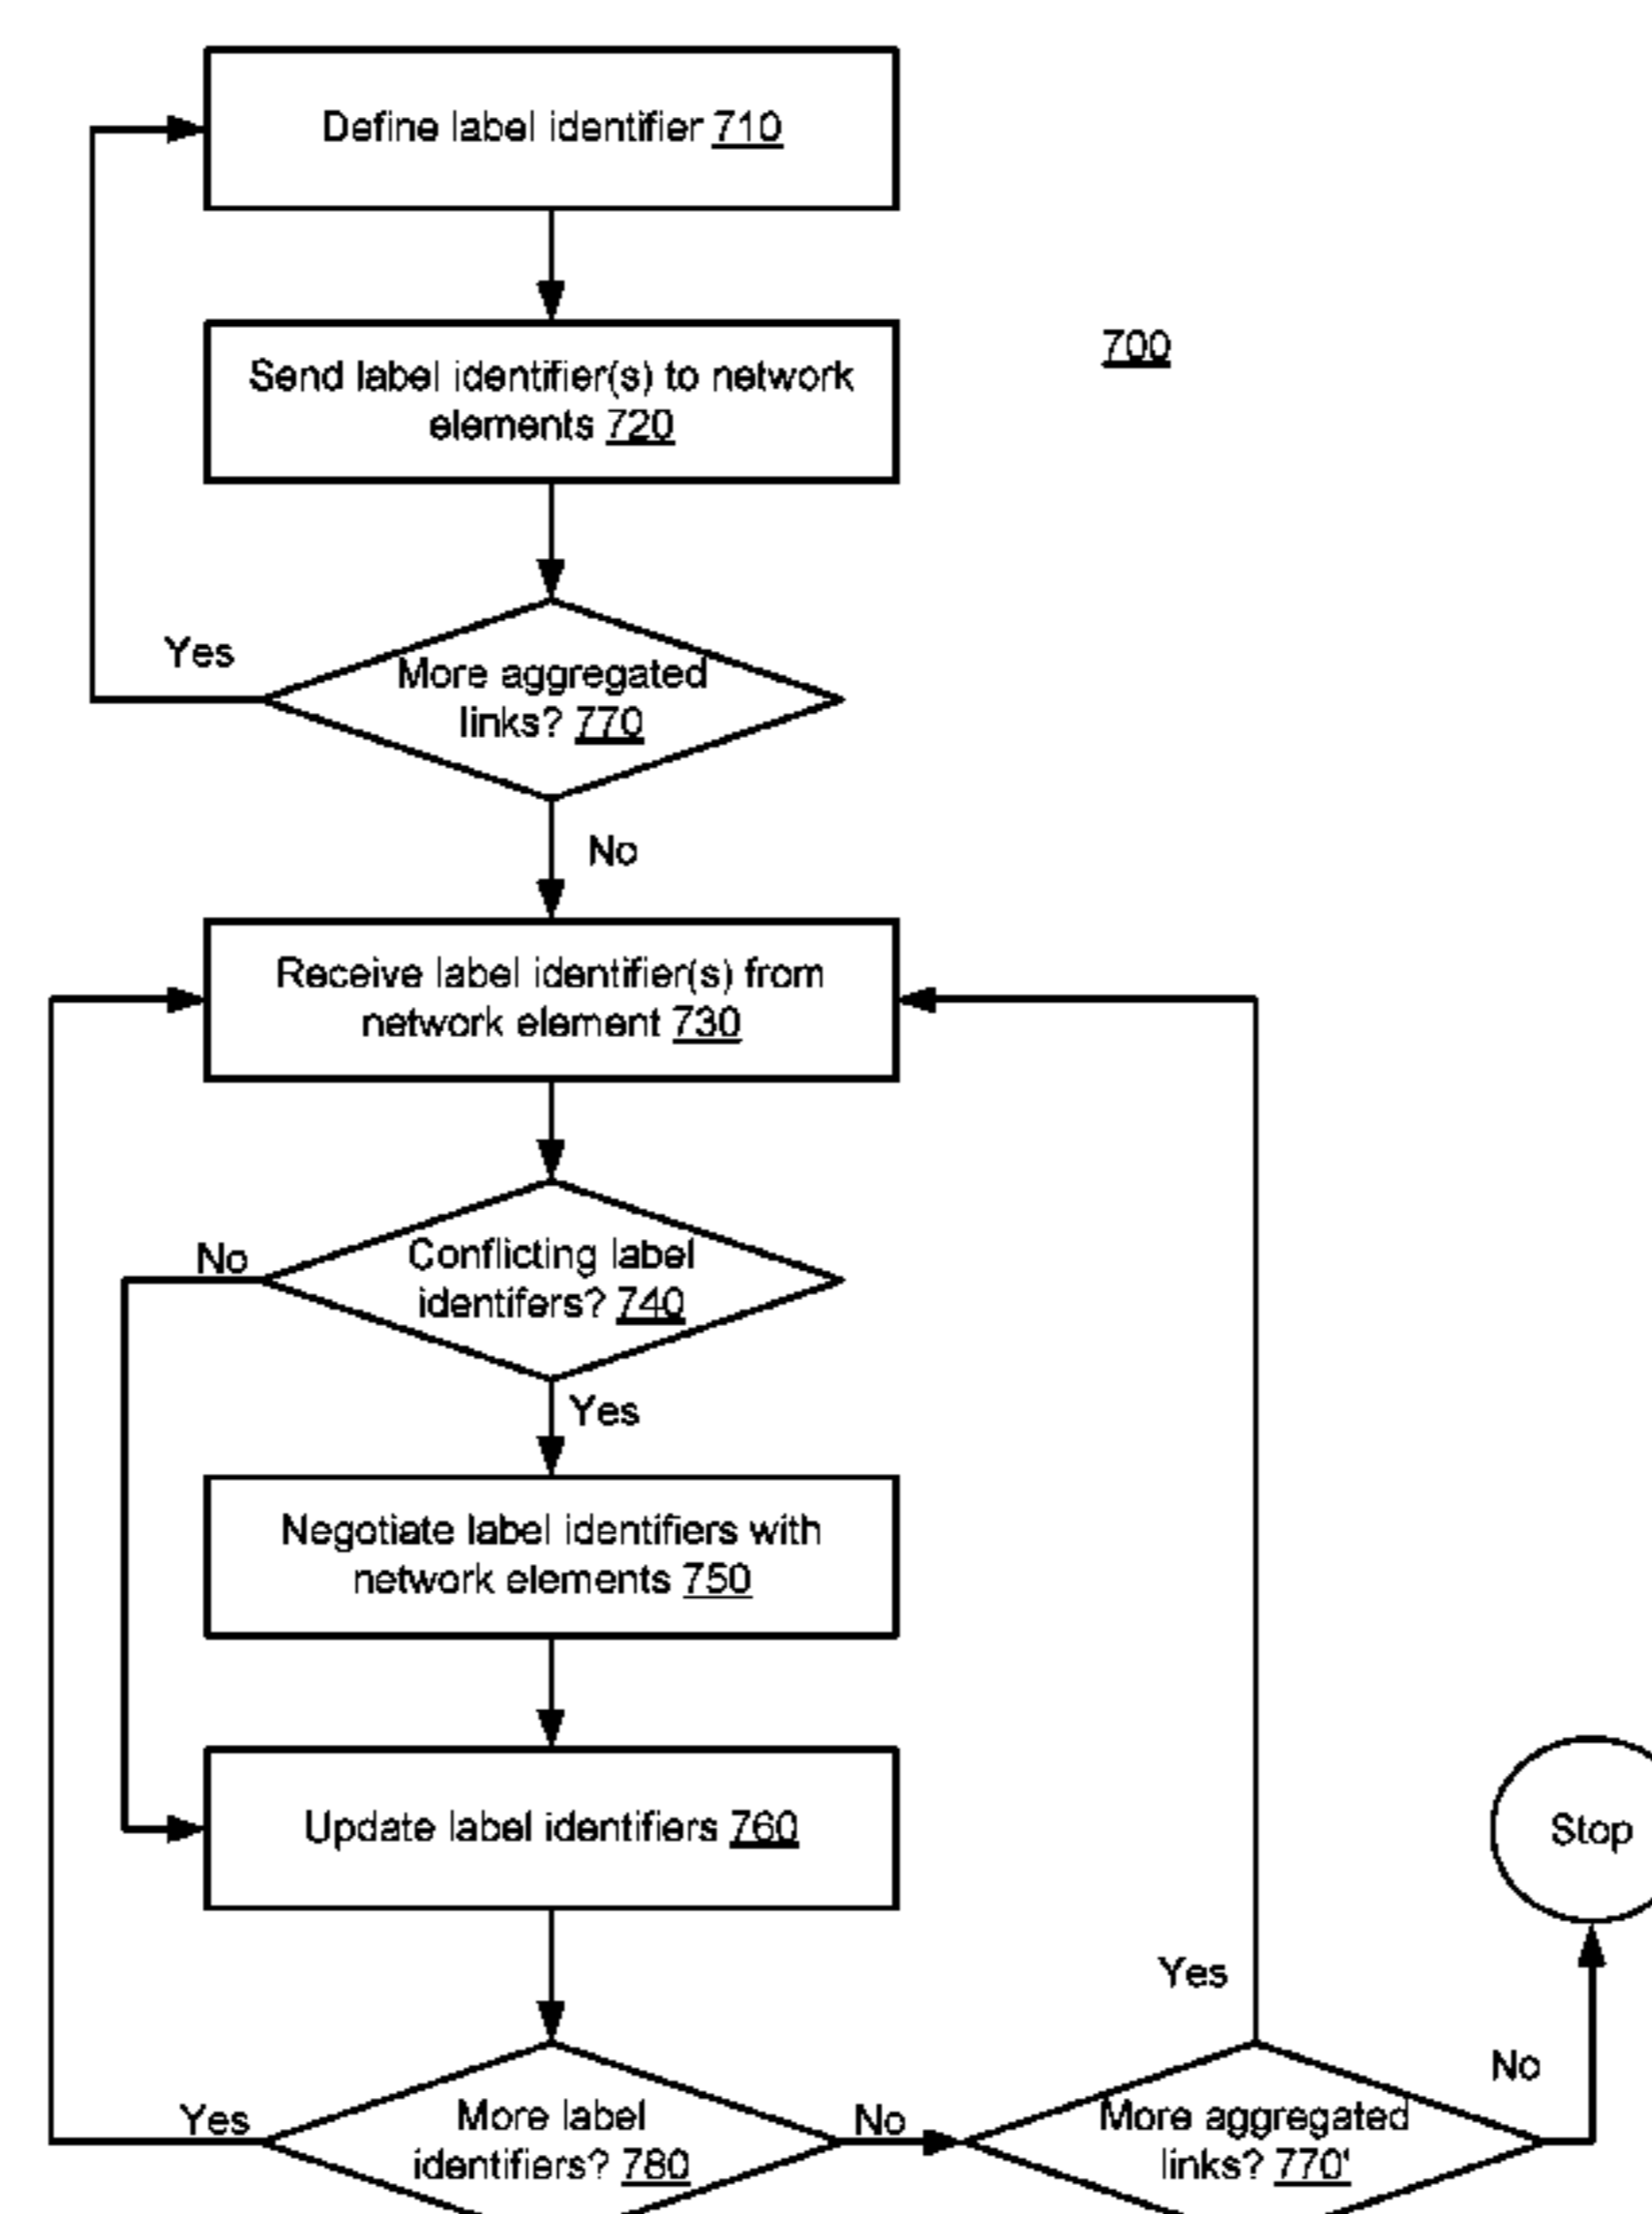 Define label identifier 710
Send label identifier(s) to network
elements 720
700
Yes
More aggregated
links? 770
No
Receive label identifier(s) from
network element 730
No
Conflicting label
identifers? 740
Yes
Negotiate label identifiers with
network elements 750
Update label identifiers 760
Stop
Yes
No
Yes
More label
identifiers? 780
No
More aggregated
links? 770'